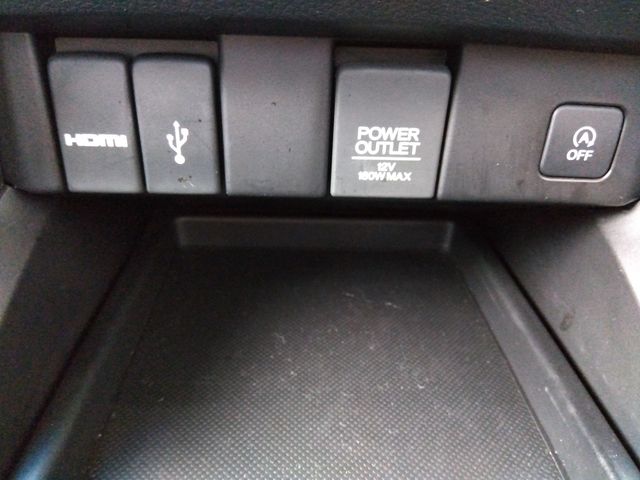 HDMI
POWER
OUTLET
12V
180W MAX
A
OFF